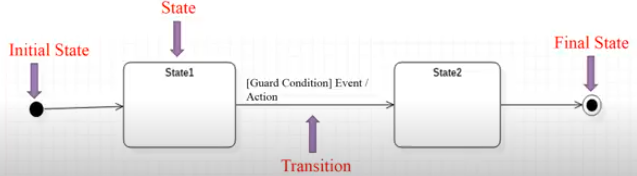 State
Initial State
Final State
State1
State2
[Guard Condition] Event /
Action
Transition